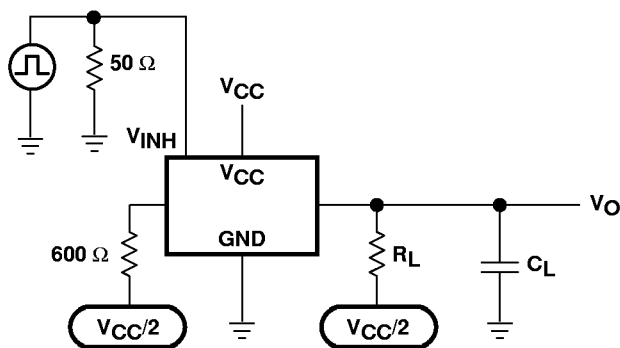 50 Ω
VCC
VINH
VCC
GND
VO
600 Ω
RL
CL
VCC/2
VCC/2